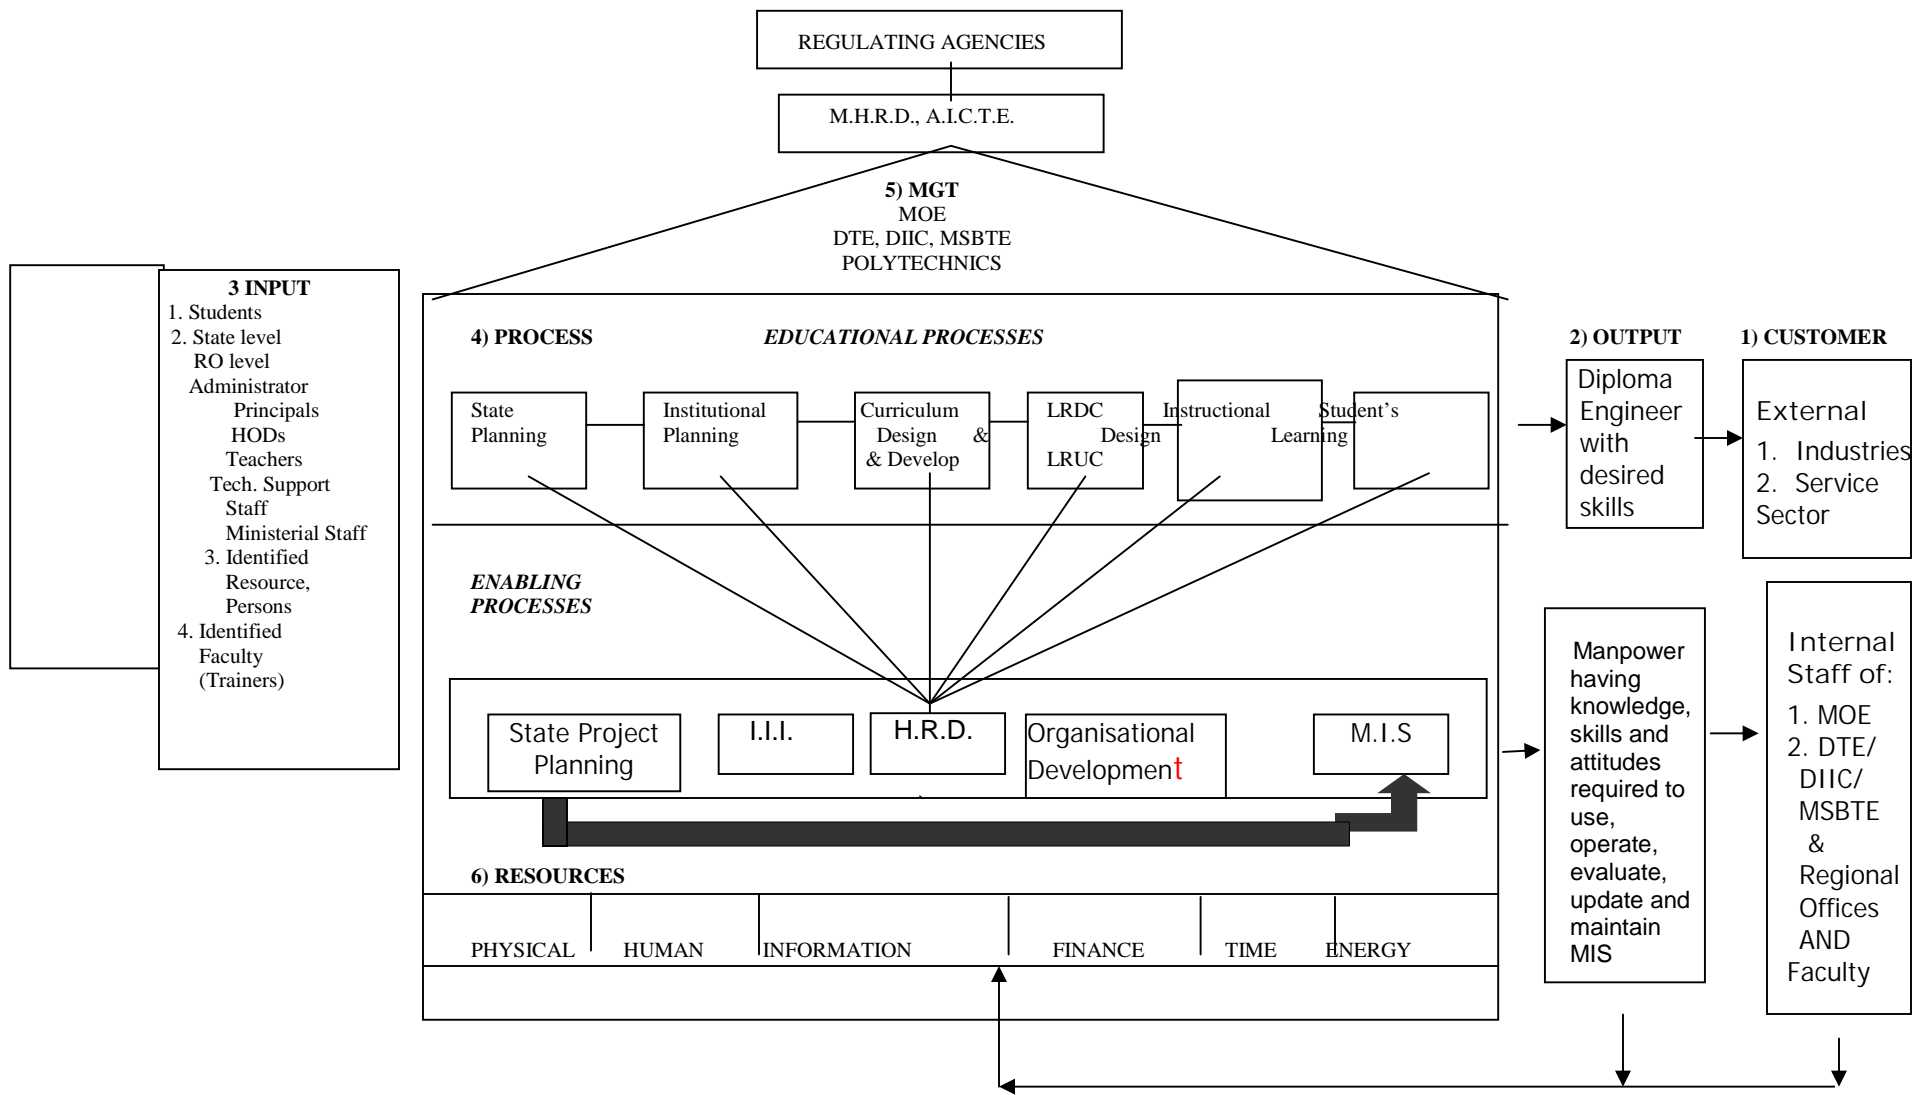 REGULATING AGENCIES
M.H.R.D., A.I.C.T.E.
5) MGT
MOE
DTE, DIIC, MSBTE
POLYTECHNICS
3 INPUT
1. Students
2. State level
RO level
Administrator
Principals
HODs
Teachers
Tech. Support
Staff
Ministerial Staff
3. Identified
Resource,
Persons
4. Identified
Faculty
(Trainers)
4) PROCESS
EDUCATIONAL PROCESSES
State
Planning
Institutional
Planning
Curriculum
Design &
& Develop
LRDC
LRUC
Instructional
Design
Student’s
Learning
ENABLING
PROCESSES
State Project
Planning
I.I.I.
H.R.D.
Organisational
Development
M.I.S
6) RESOURCES
PHYSICAL
HUMAN
INFORMATION
FINANCE
TIME
ENERGY
2) OUTPUT
Diploma
Engineer
with
desired
skills
1) CUSTOMER
External
1. Industries
2. Service
Sector
Manpower
having
knowledge,
skills and
attitudes
required to
use,
operate,
evaluate,
update and
maintain
MIS
Internal
Staff of:
1. MOE
2. DTE/
DIIC/
MSBTE
&
Regional
Offices
AND
Faculty